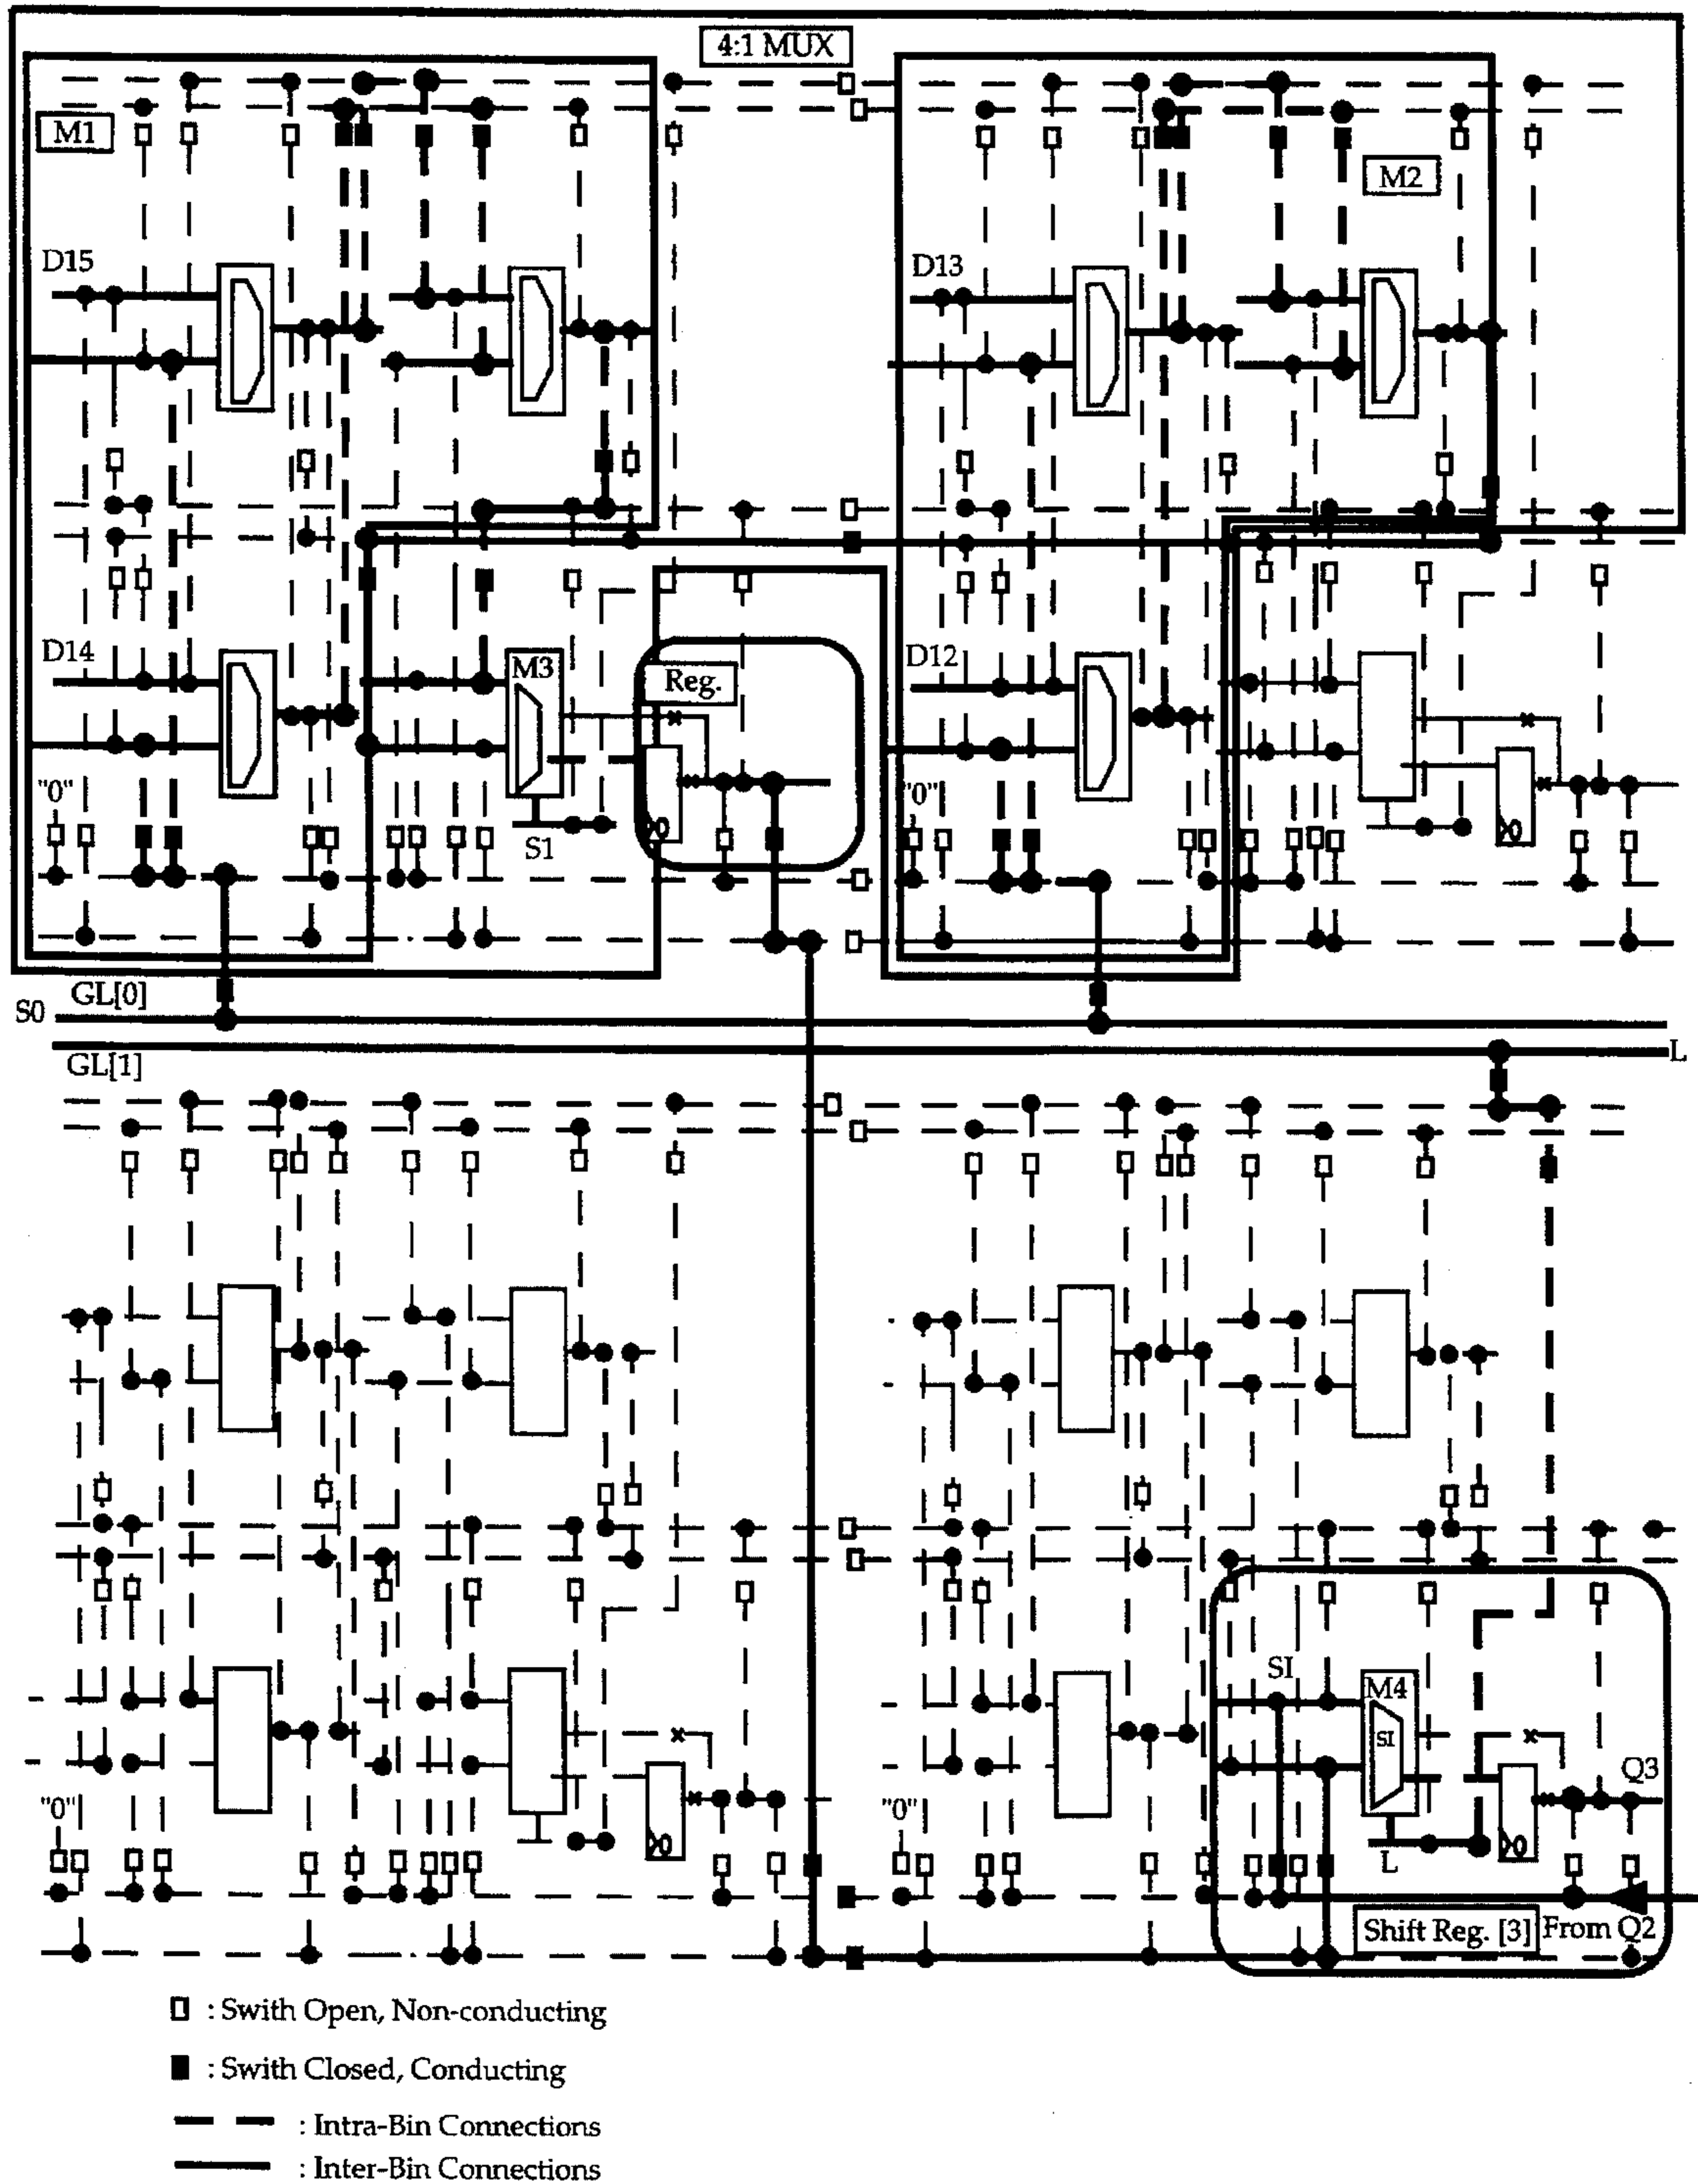 4:1 MUX
M1
M2
D15
D13
D14
M3
Reg.
D12
"0"
S1
"0"
GL[0]
S0
GL[1]
L
SI
M4
SI
Q3
"0"
"0"
L
Shift Reg. [3]
From Q2
: Swith Open, Non-conducting
: Swith Closed, Conducting
: Intra-Bin Connections
: Inter-Bin Connections